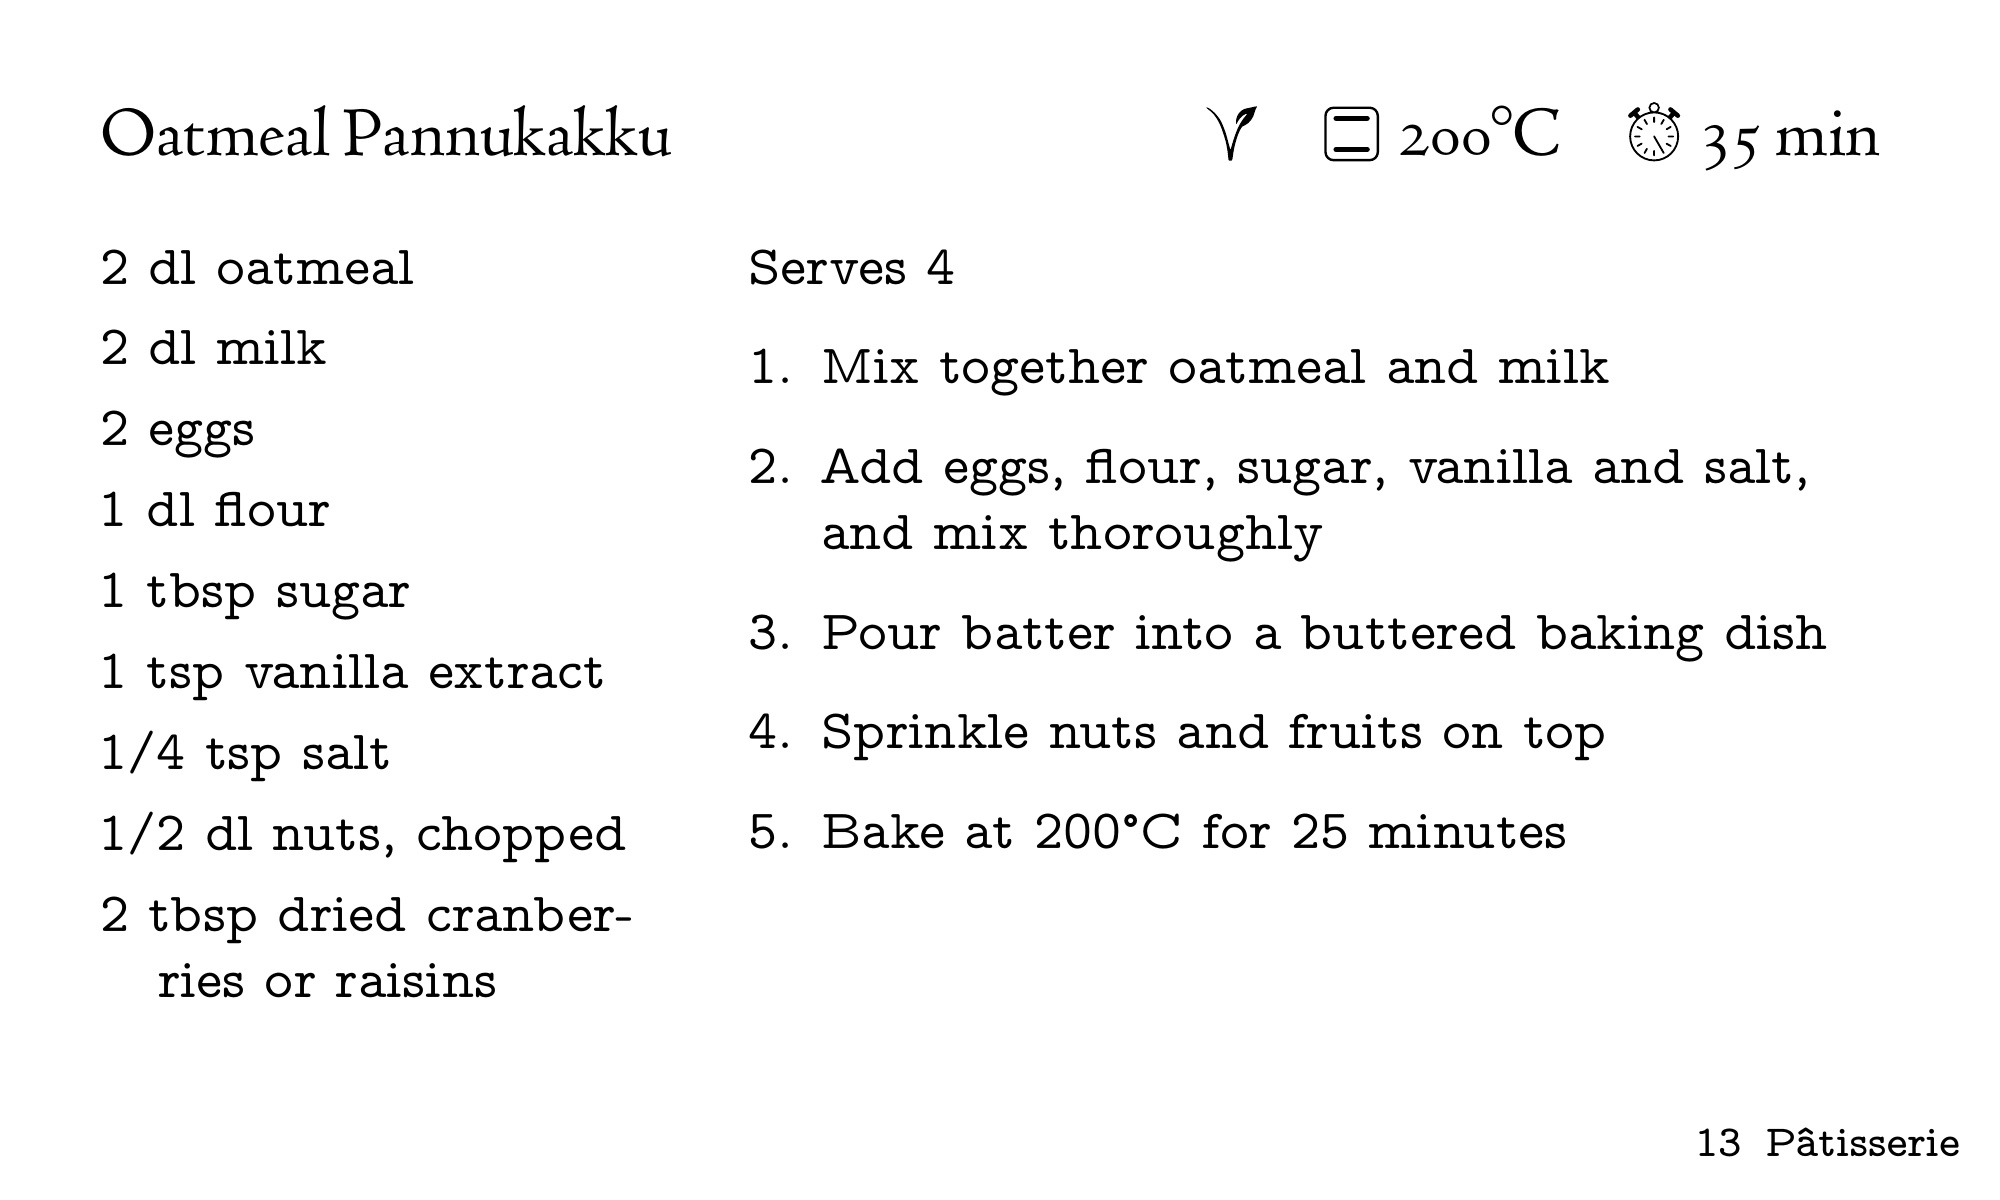 Oatmeal Pannukakku
200°C
35 min
2 dl oatmeal
2 dl milk
2 eggs
1 dl flour
1 tbsp sugar
1 tsp vanilla extract
1/4 tsp salt
1/2 dl nuts, chopped
2 tbsp dried cranber-
ries or raisins
Serves 4
1. Mix together oatmeal and milk
2. Add eggs, flour, sugar, vanilla and salt,
and mix thoroughly
3. Pour batter into a buttered baking dish
4. Sprinkle nuts and fruits on top
5. Bake at 200°C for 25 minutes
13 Pâtisserie